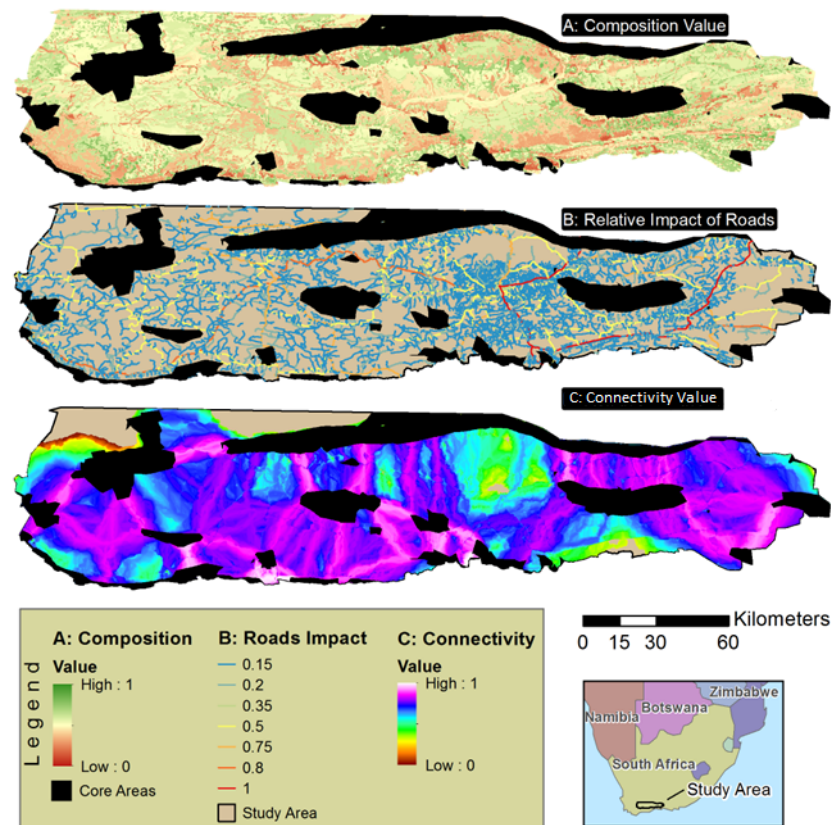 A: Composition Value
B: Relative Impact of Roads
C: Connectivity Value
Legend
A: Composition
Value
High : 1
Low : 0
Core Areas
B: Roads Impact
0.15
0.2
0.35
0.5
0.75
0.8
1
Study Area
C: Connectivity
Value
High : 1
Low : 0
Kilometers
0 15 30 60
Zimbabwe
Botswana
Namibia
South Africa
Study Area